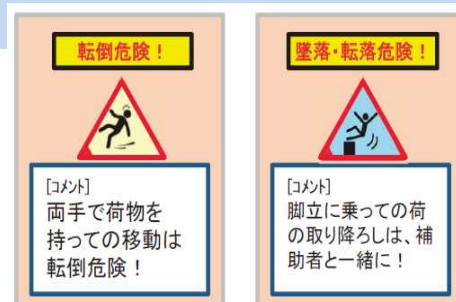 転倒危険！
[コメント]
両手で荷物を
持っての移動は
転倒危険！
墜落・転落危険！
[コメント]
脚立に乗っての荷
の取り降ろしは、補
助者と一緒に！